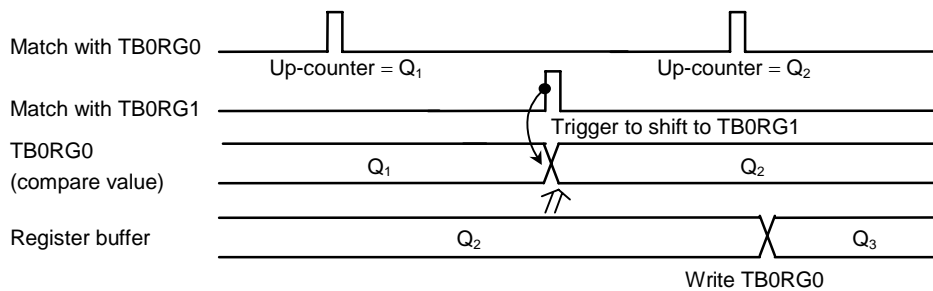 Match with TB0RG0
Up-counter = Q1
Up-counter = Q2
Match with TB0RG1
Trigger to shift to TB0RG1
TB0RG0
(compare value)
Q1
Q2
Register buffer
Q2
Q3
Write TB0RG0